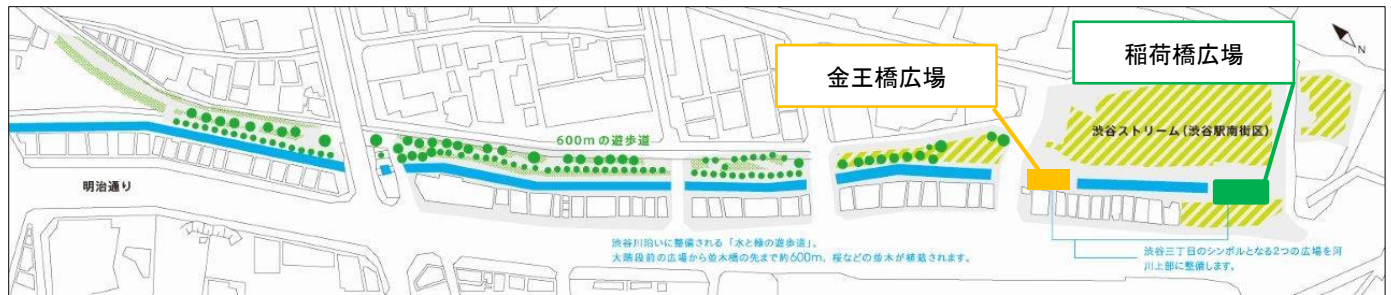 稲荷橋広場
金王橋広場
N
渋谷ストリーム(渋谷駅南街区)
600mの遊歩道
明治通り
渋谷川沿いに整備される「水と緑の遊歩道」。
大階段前の広場から並木橋の先まで約600m、桜などの並木が植栽されます。
渋谷三丁目のシンボルとなる2つの広場を河
川上部に整備します。